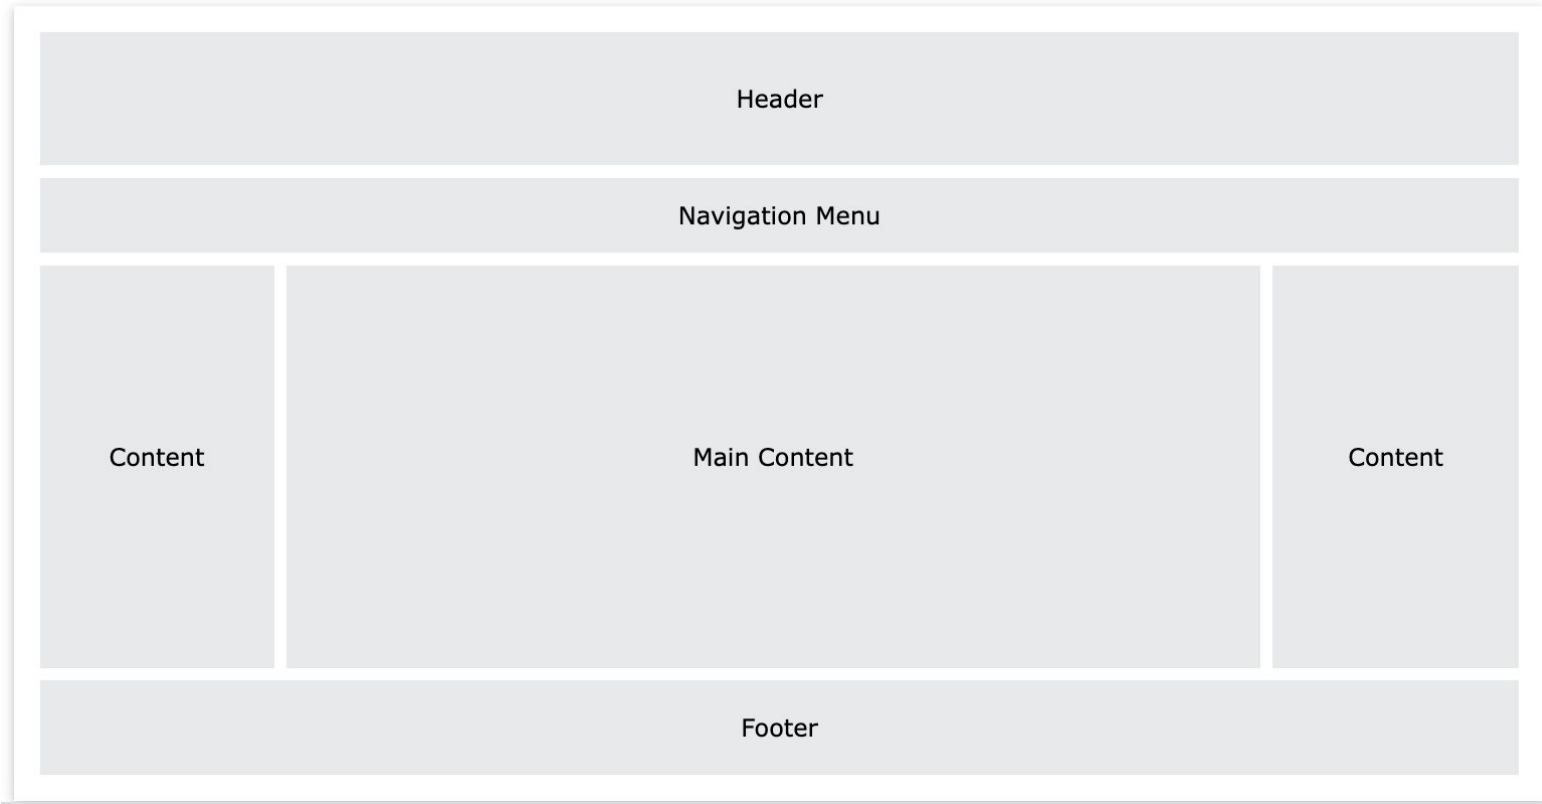 Header
Navigation Menu
Content
Main Content
Content
Footer